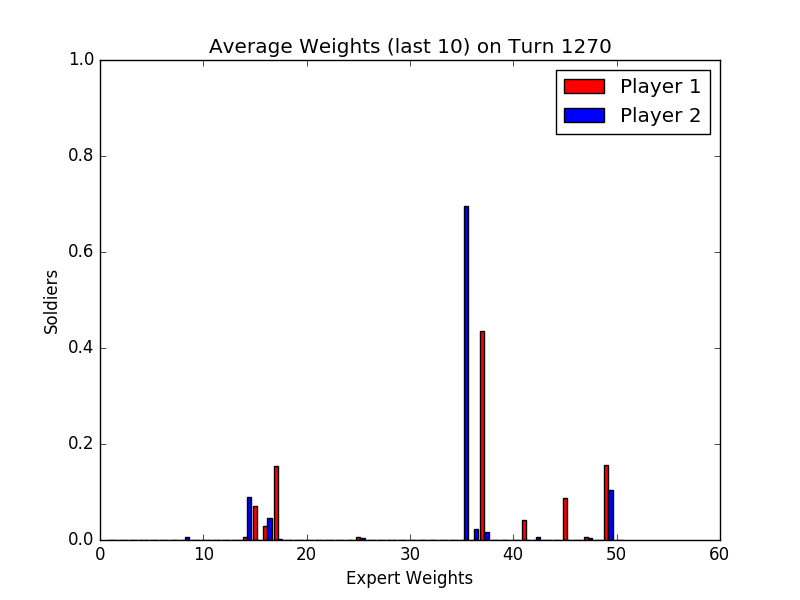 Average Weights (last 10) on Turn 1270
1.0
0.8
0.6
0.4
0.2
0.0
Soldiers
Player 1
Player 2
0 10 20 30 40 50 60
Expert Weights